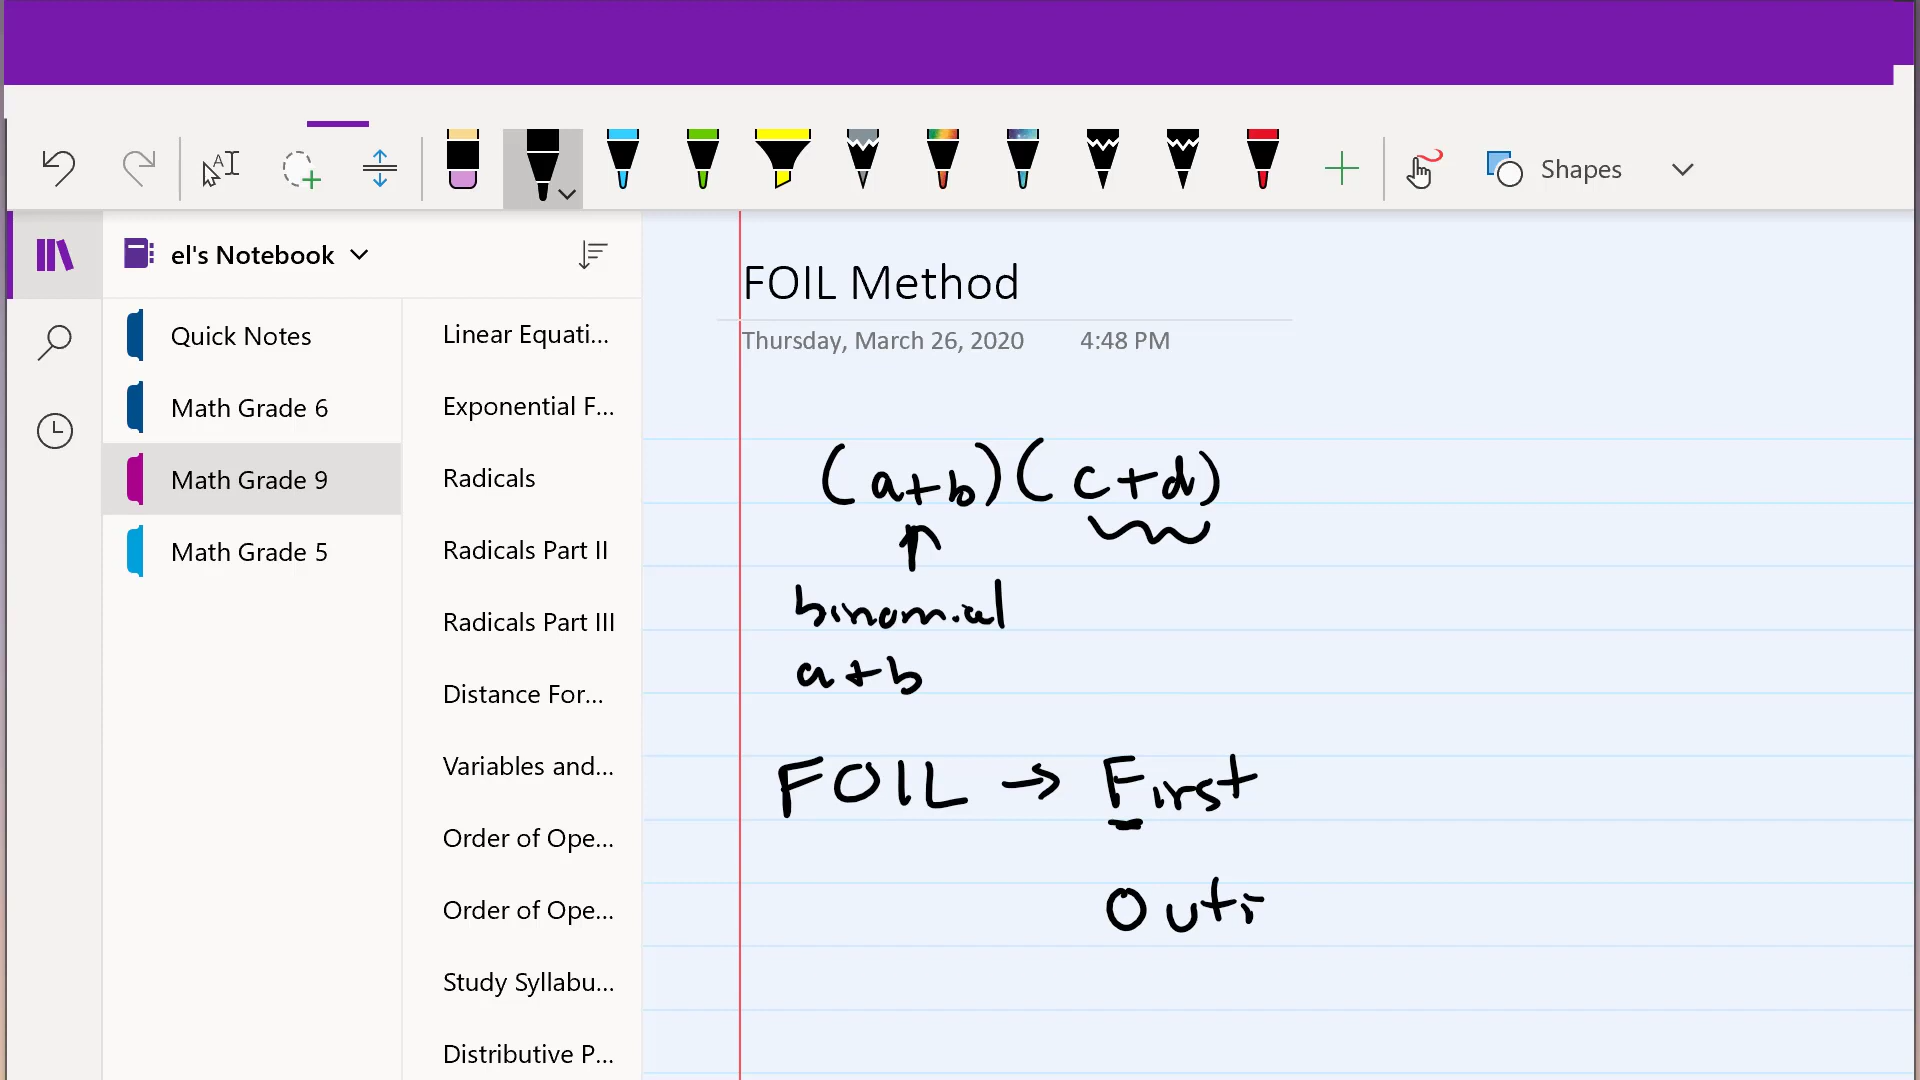 Shapes
el's Notebook
Quick Notes
Math Grade 6
Math Grade 9
Math Grade 5
Linear Equati...
Exponential F...
Radicals
Radicals Part II
Radicals Part III
Distance For...
Variables and...
Order of Ope...
Order of Ope...
Study Syllabu...
Distributive P...
FOIL Method
Thursday, March 26, 2020 4:48 PM
(a+b)(c+d)
binomial
a+b
FOIL → First
Outi